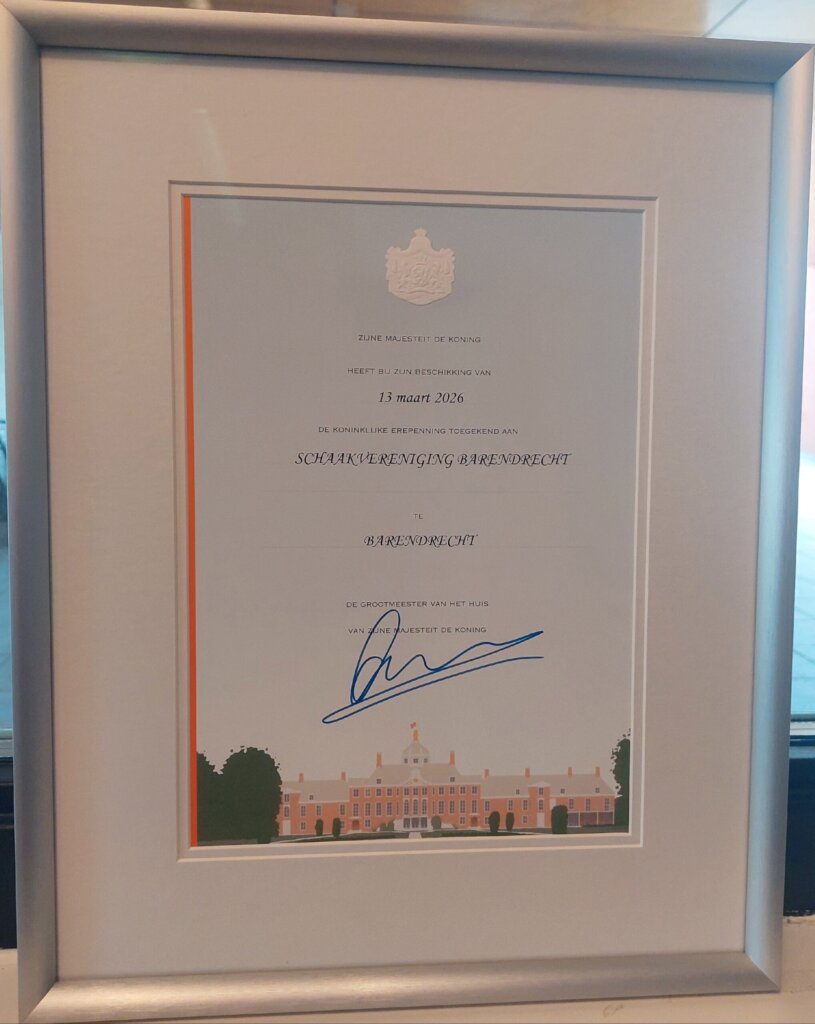 ZIJNE MAJESTEIT DE KONING
HEEFT BIJ ZIJN BESCHIKKING VAN
13 maart 2026
DE KONINKLIJKE EREPENNING TOEGEKEND AAN
SCHAAKVERENIGING BARENDRECHT
TE
BARENDRECHT
DE GROOTMEESTER VAN HET HUIS
VAN ZIJNE MAJESTEIT DE KONING